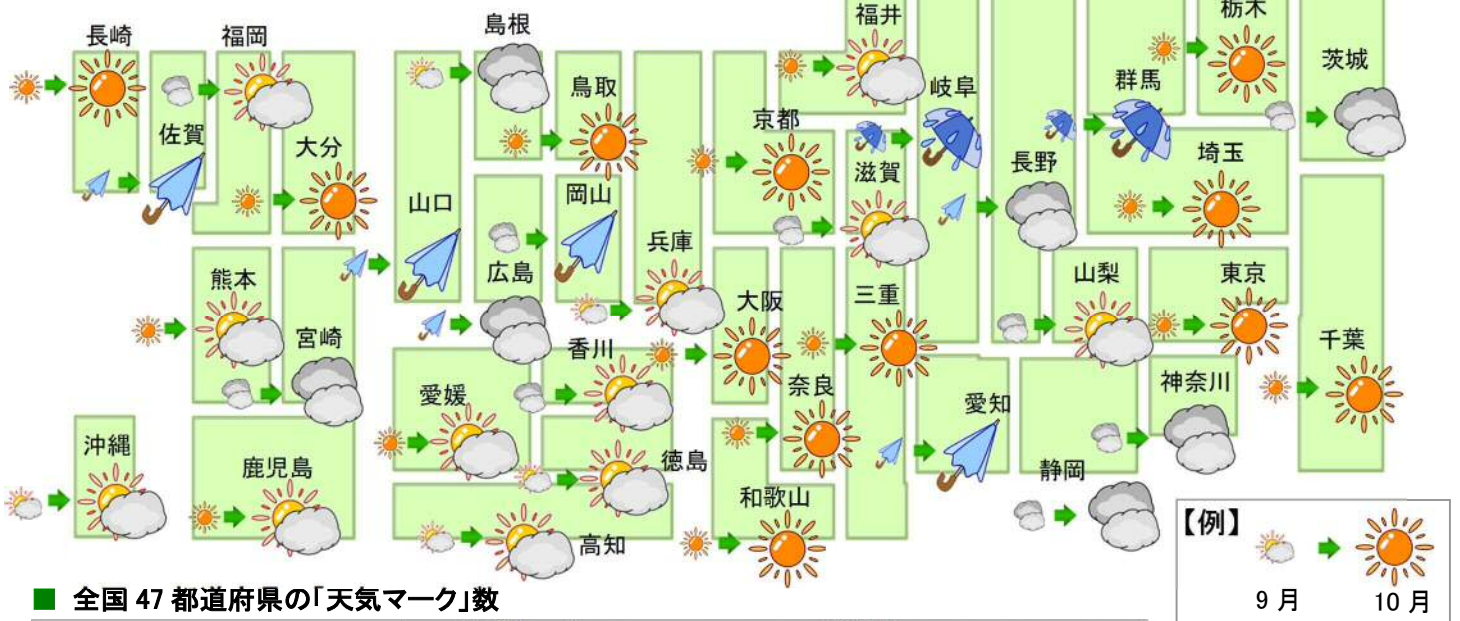 福井
栃木
島根
長崎
福岡
茨城
鳥取
岐阜
群馬
京都
佐賀
大分
埼玉
長野
滋賀
岡山
山口
兵庫
熊本
広島
山梨
東京
大阪
三重
宮崎
香川
千葉
神奈川
奈良
愛媛
愛知
沖縄
鹿児島
徳島
静岡
和歌山
高知
【例】
9月 10月
■ 全国 47 都道府県の「天気マーク」数